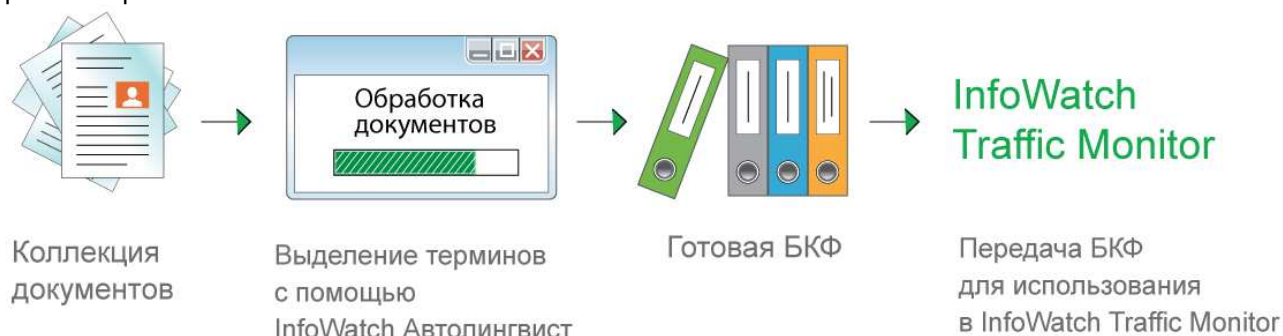 Обработка
документов
InfoWatch
Traffic Monitor
Коллекция
документов
Выделение терминов
с помощью
InfoWatch Автолингвист
Готовая БКФ
Передача БКФ
для использования
в InfoWatch Traffic Monitor